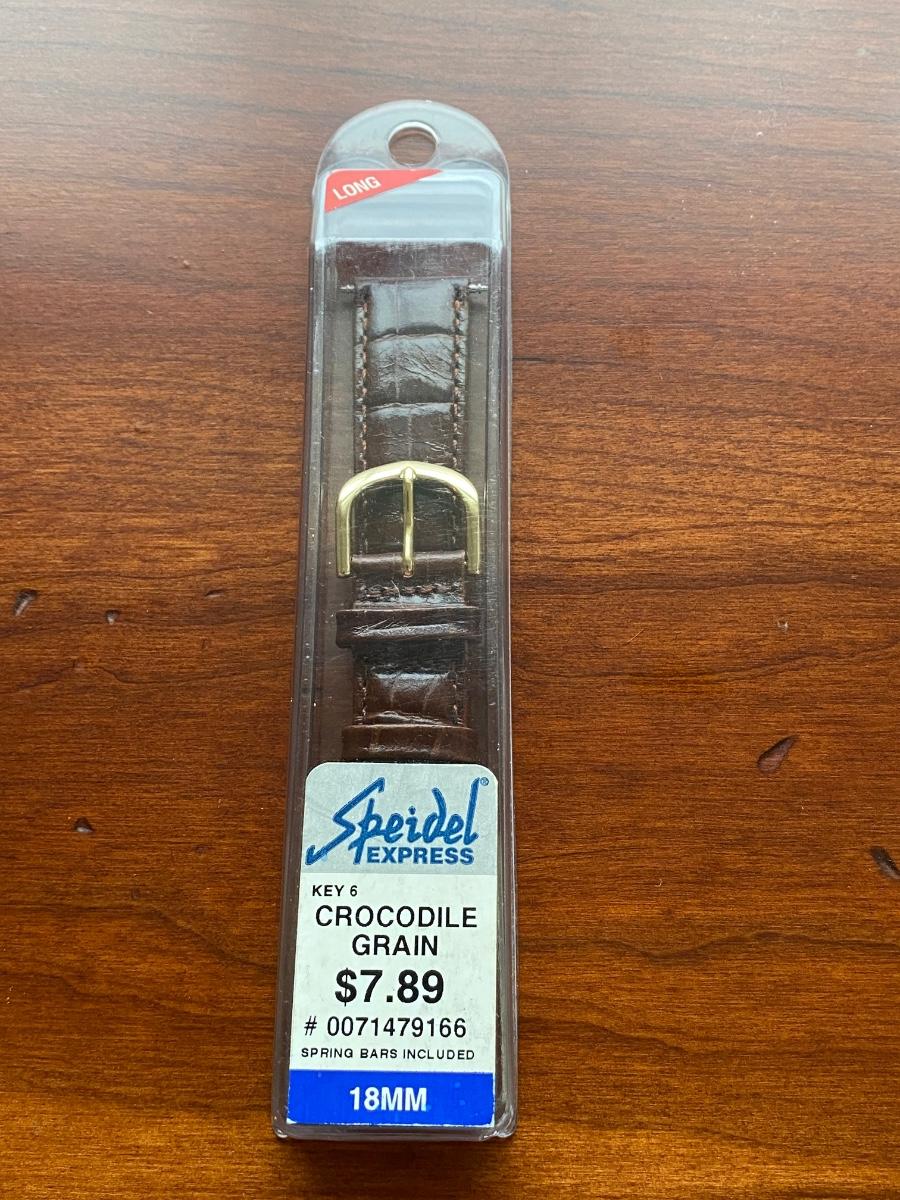 LONG
Speidel®
EXPRESS
KEY 6
CROCODILE
GRAIN
$7.89
# 0071479166
SPRING BARS INCLUDED
18MM